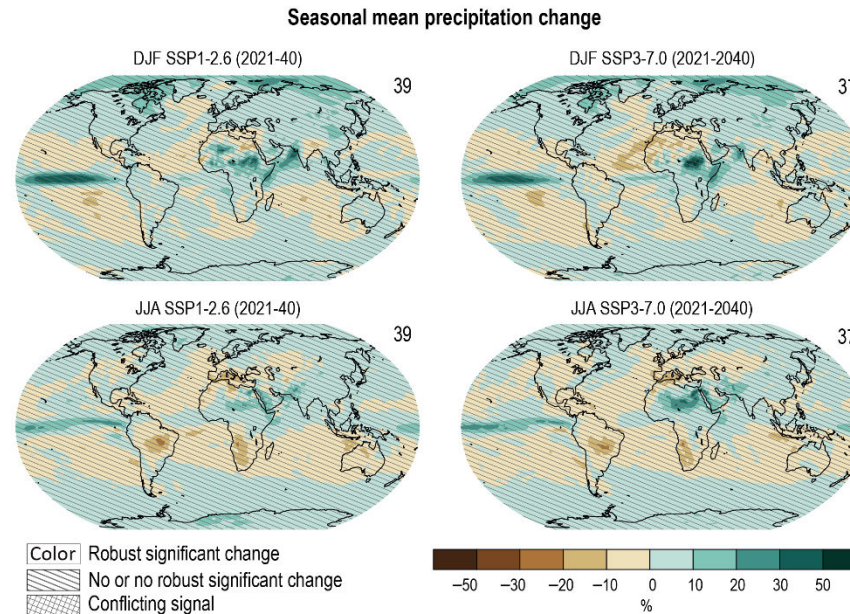 Seasonal mean precipitation change
DJF SSP1-2.6 (2021-40)
39
DJF SSP3-7.0 (2021-2040)
37
JJA SSP1-2.6 (2021-40)
39
JJA SSP3-7.0 (2021-2040)
37
Color Robust significant change
No or no robust significant change
Conflicting signal
–50 –30 –20 –10 0 10 20 30 50
%